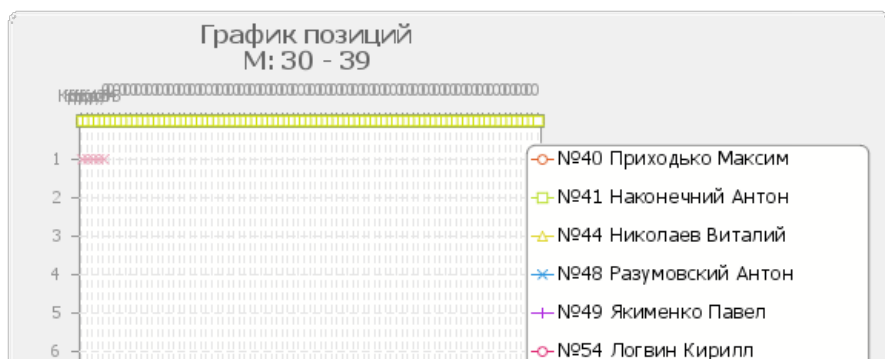 График позиций
М: 30 - 39
1
2
3
4
5
6
№40 Приходько Максим
№41 Наконечний Антон
№44 Николаев Виталий
№48 Разумовский Антон
№49 Якименко Павел
№54 Логвин Кирилл